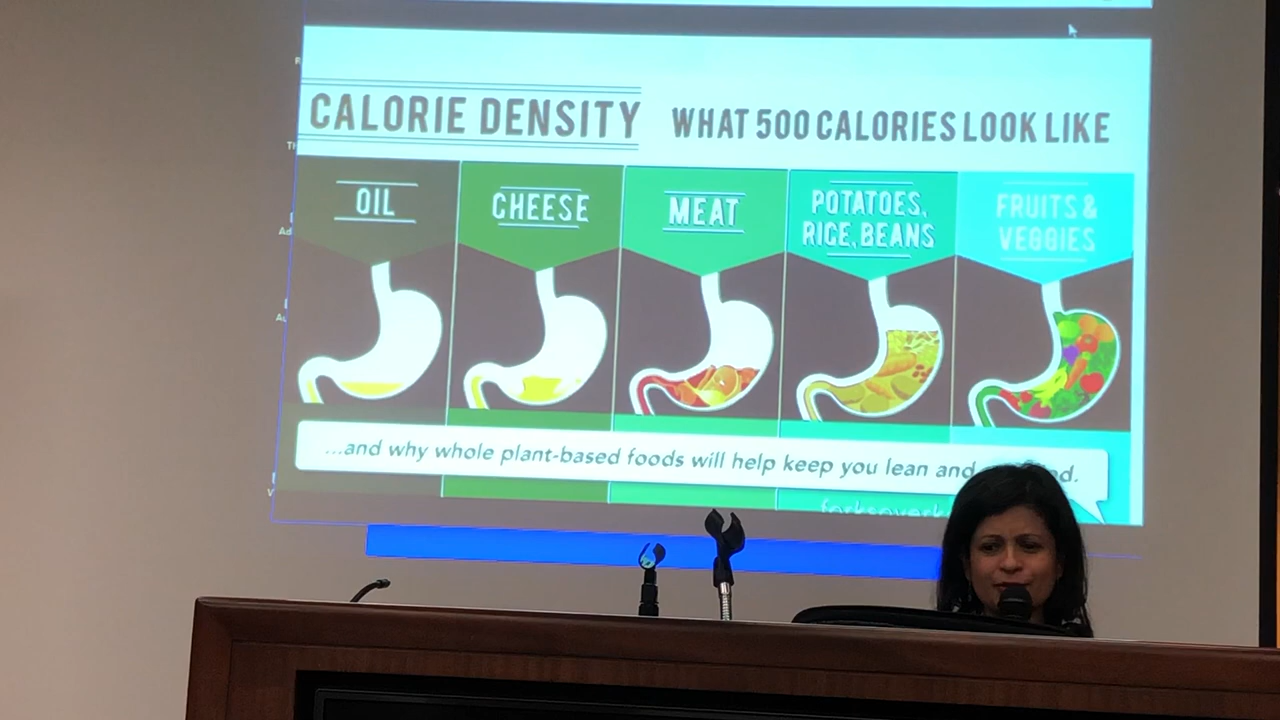 CALORIE DENSITY
WHAT 500 CALORIES LOOK LIKE
OIL
CHEESE
MEAT
POTATOES,
RICE, BEANS
FRUITS &
VEGGIES
...and why whole plant-based foods will help keep you lean and